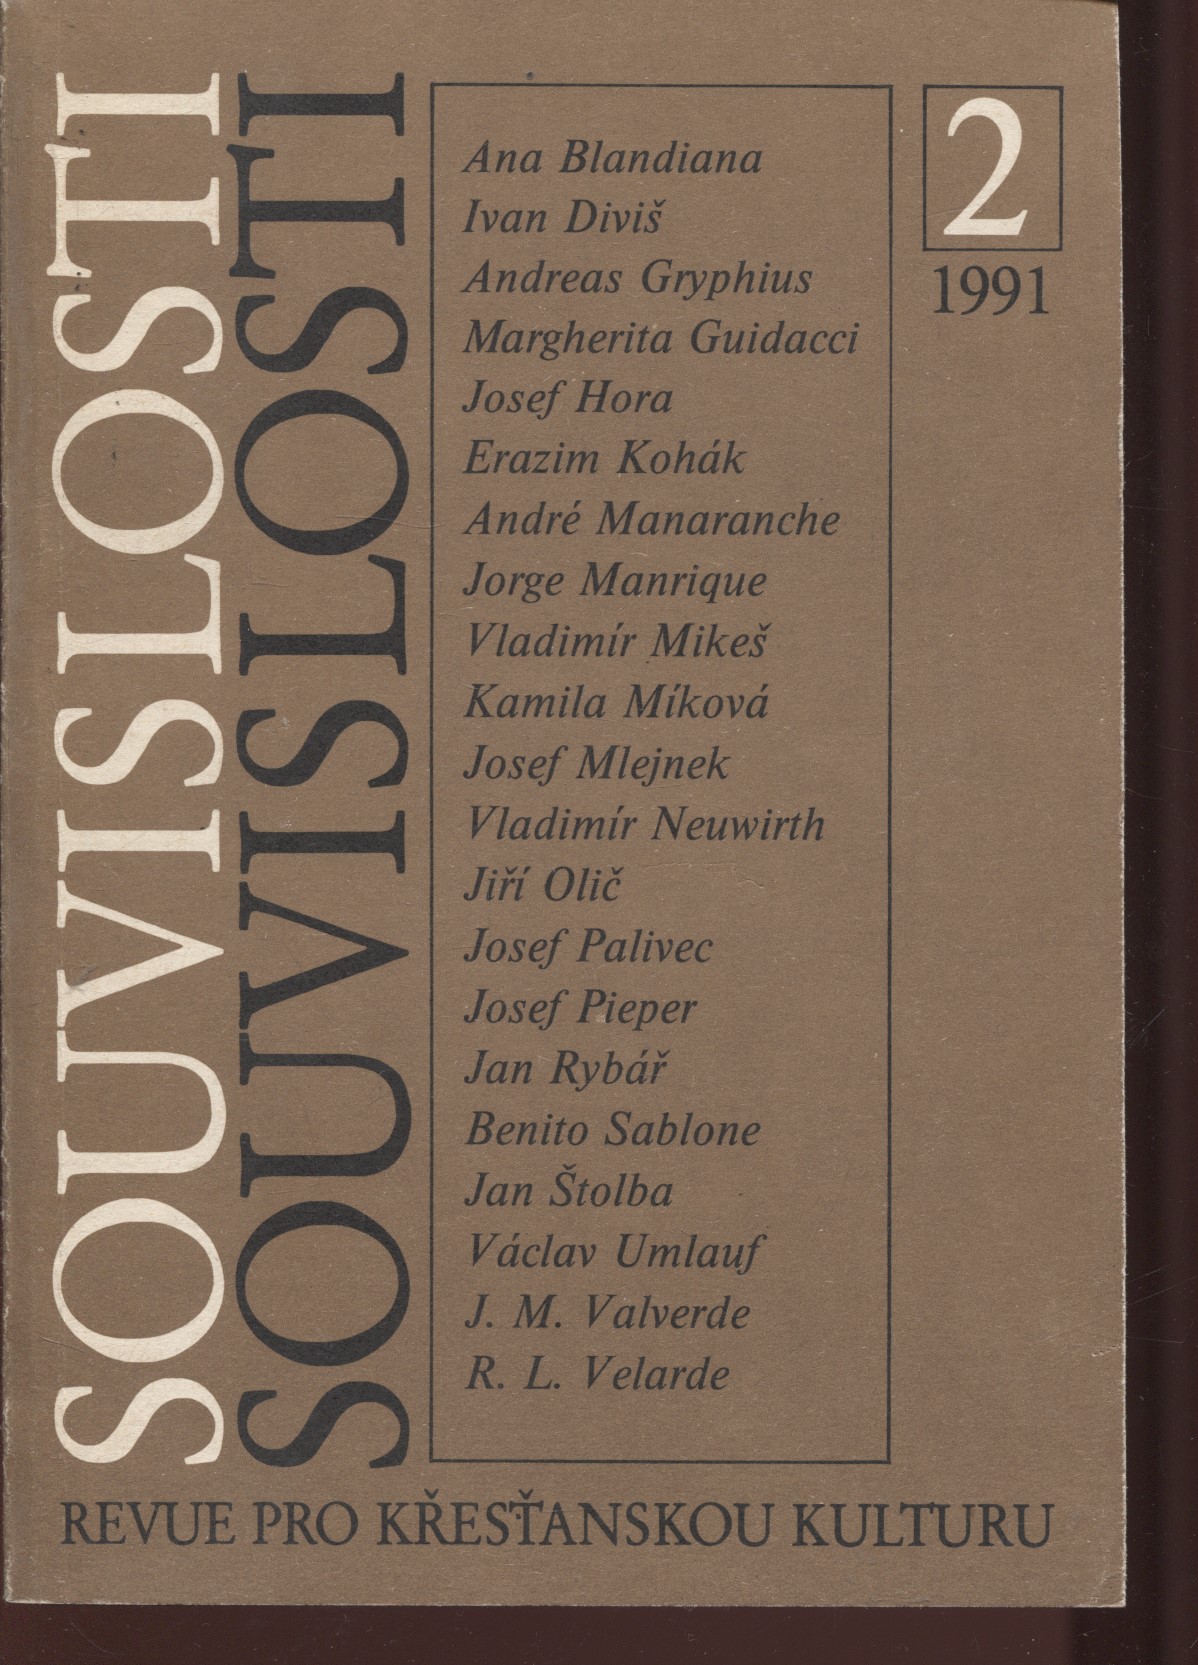 SOUVISLOSTI
SOUVISLOSTI
Ana Blandiana
Ivan Diviš
Andreas Gryphius
Margherita Guidacci
Josef Hora
Erazim Kohák
André Manaranche
Jorge Manrique
Vladimír Mikeš
Kamila Míková
Josef Mlejnek
Vladimír Neuwirth
Jiří Olič
Josef Palivec
Josef Pieper
Jan Rybář
Benito Sablone
Jan Štolba
Václav Umlauf
J. M. Valverde
R. L. Velarde
2
1991
REVUE PRO KŘESŤANSKOU KULTURU